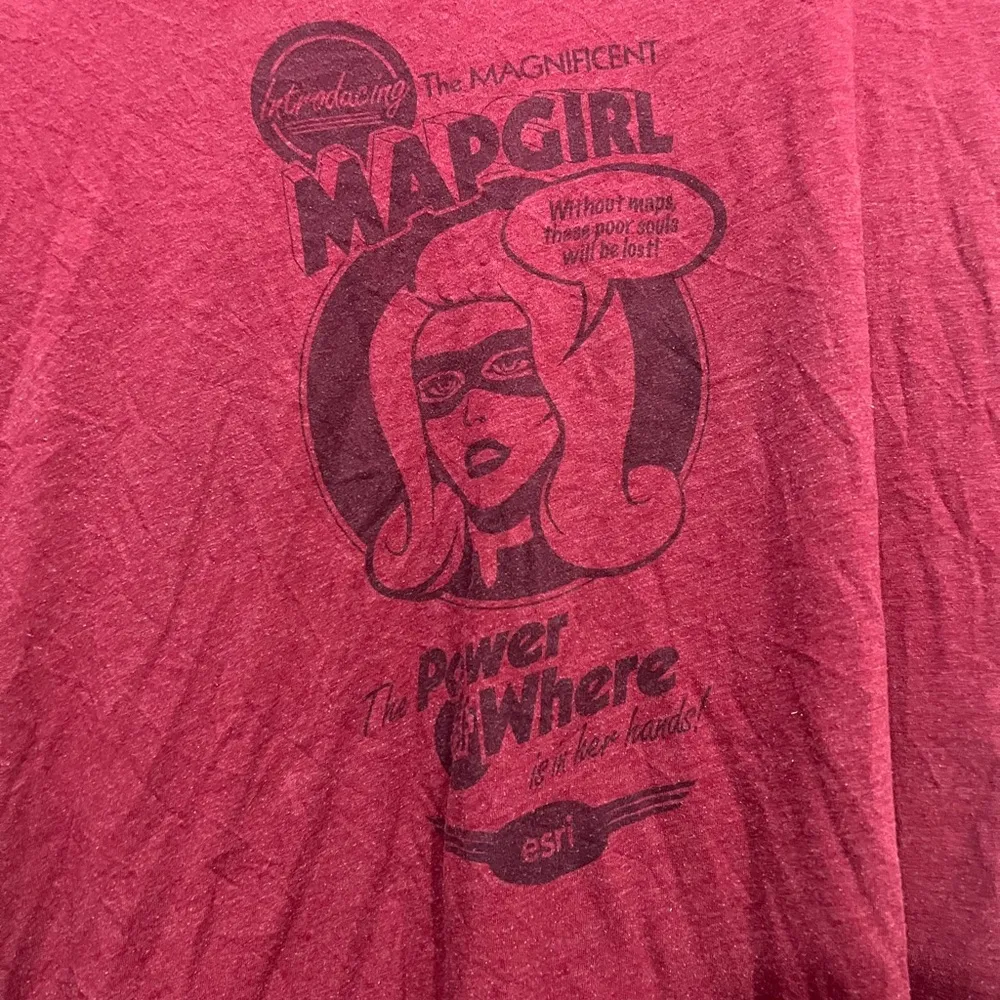 Introducing
The MAGNIFICENT
MAPGIRL
Without maps,
these poor souls
will be lost!
The Power
of Where
is in her hands!
esri